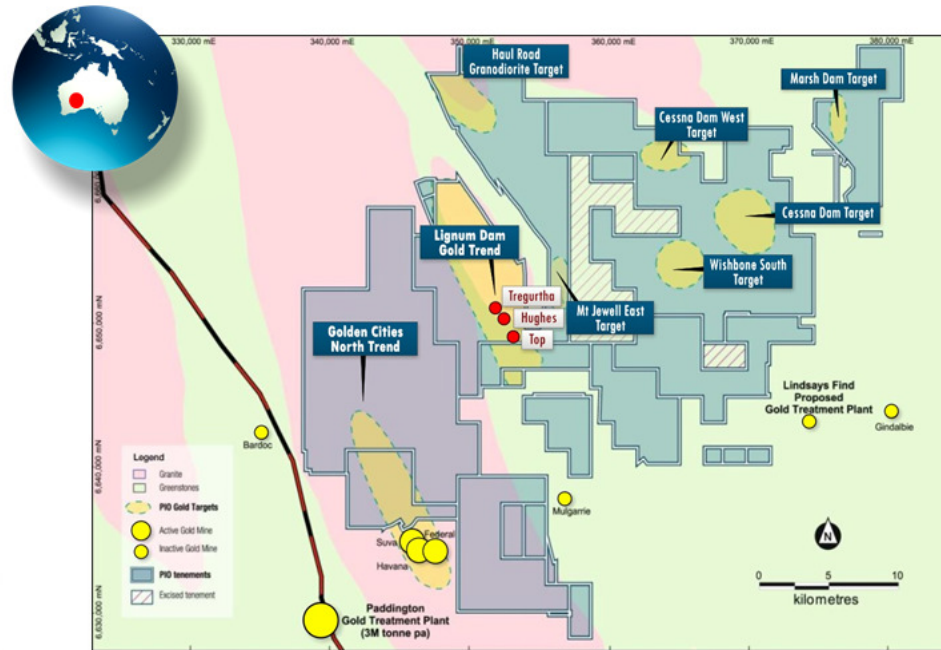 330,000 mE
340,000 mE
350,000 mE
360,000 mE
370,000 mE
380,000 mE
Haul Road
Granodiorite Target
Marsh Dam Target
Cessna Dam West
Target
Cessna Dam Target
Lignum Dam
Gold Trend
Wishbone South
Target
Tregurtha
Hughes
Top
Mt Jewell East
Target
6,650,000 mN
Golden Cities
North Trend
Lindsays Find
Proposed
Gold Treatment Plant
Gindalbie
Bardoc
6,640,000 mN
Mulgarrie
Legend
Granite
Greenstones
PIO Gold Targets
Active Gold Mine
Inactive Gold Mine
PIO tenements
Excised tenement
Suva
Federal
Havana
N
0
5
10
kilometres
6,630,000 mN
Paddington
Gold Treatment Plant
(3M tonne pa)